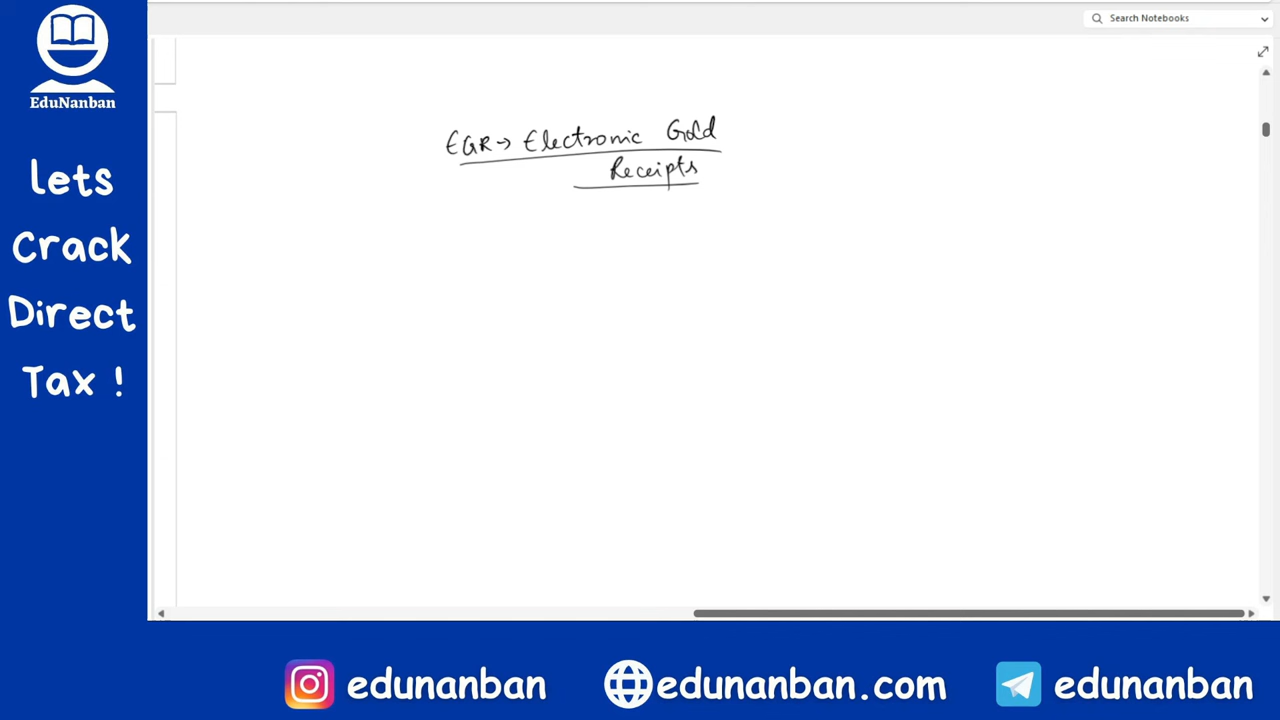 Search Notebooks
EduNanban
Lets
Crack
Direct
Tax !
EGR → Electronic Gold
Receipts
edunanban
edunanban.com
edunanban